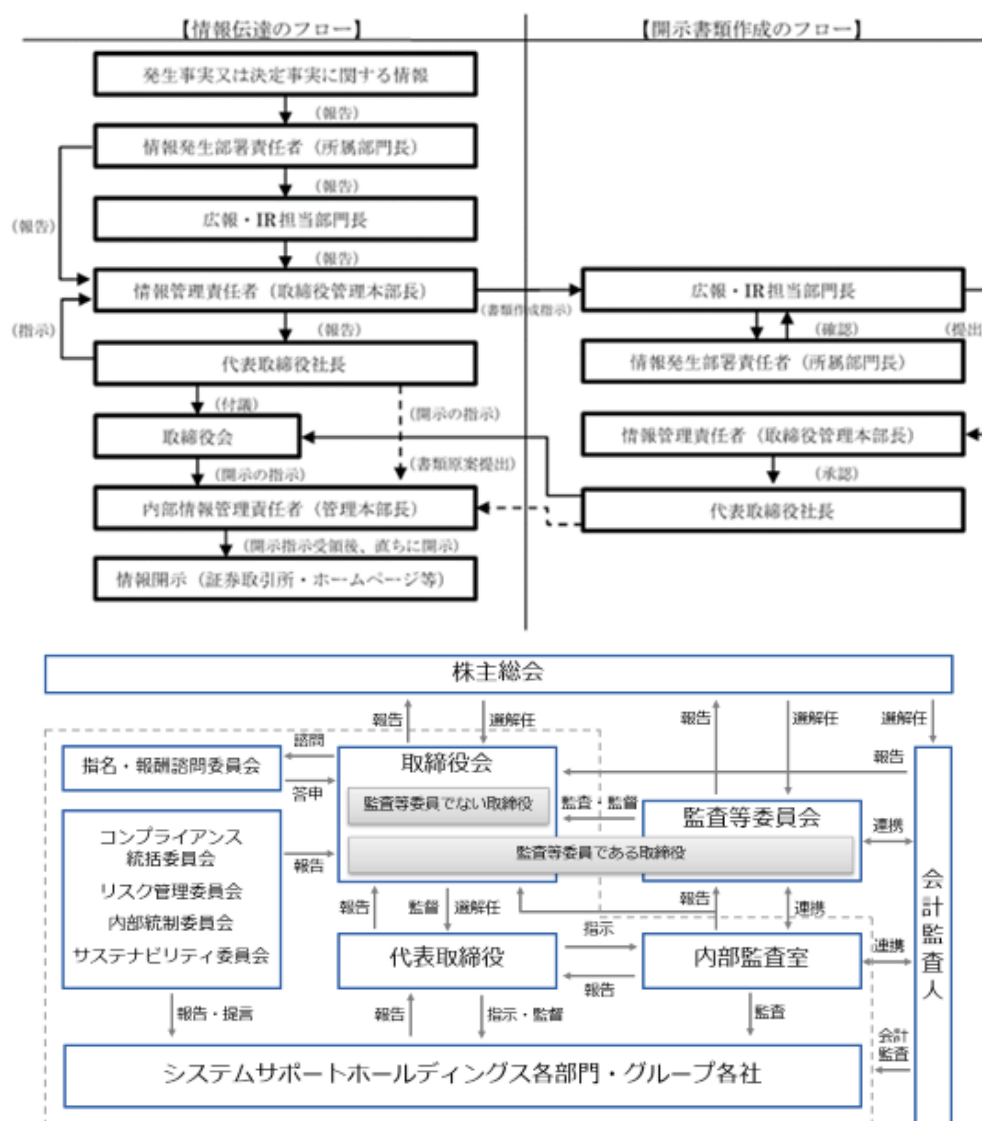 【情報伝達のフロー】
発生事実又は決定事実に関する情報
(報告)
情報発生部署責任者(所属部門長)
(報告)
広報・IR担当部門長
(報告)
(報告)
情報管理責任者(取締役管理本部長)
(指示)
(報告)
代表取締役社長
(付議)
(開示の指示)
取締役会
(開示の指示)
(書類原案提出)
内部情報管理責任者(管理本部長)
(開示指示受領後、直ちに開示)
情報開示(証券取引所・ホームページ等)
【開示書類作成のフロー】
(書類作成指示)
広報・IR担当部門長
(確認)
(提出
情報発生部署責任者(所属部門長)
情報管理責任者(取締役管理本部長)
(承認)
代表取締役社長
株主総会
報告
選解任
報告
選解任
選解任
諮問
指名・報酬諮問委員会
答申
取締役会
監査等委員でない取締役
監査・監督
報告
監査等委員会
監査等委員である取締役
連携
コンプライアンス
統括委員会
リスク管理委員会
内部統制委員会
サステナビリティ委員会
報告
報告
監督
選解任
報告
連携
代表取締役
指示
報告
内部監査室
連携
会計監査人
報告・提言
報告
指示・監督
監査
会計
監査
システムサポートホールディングス各部門・グループ各社